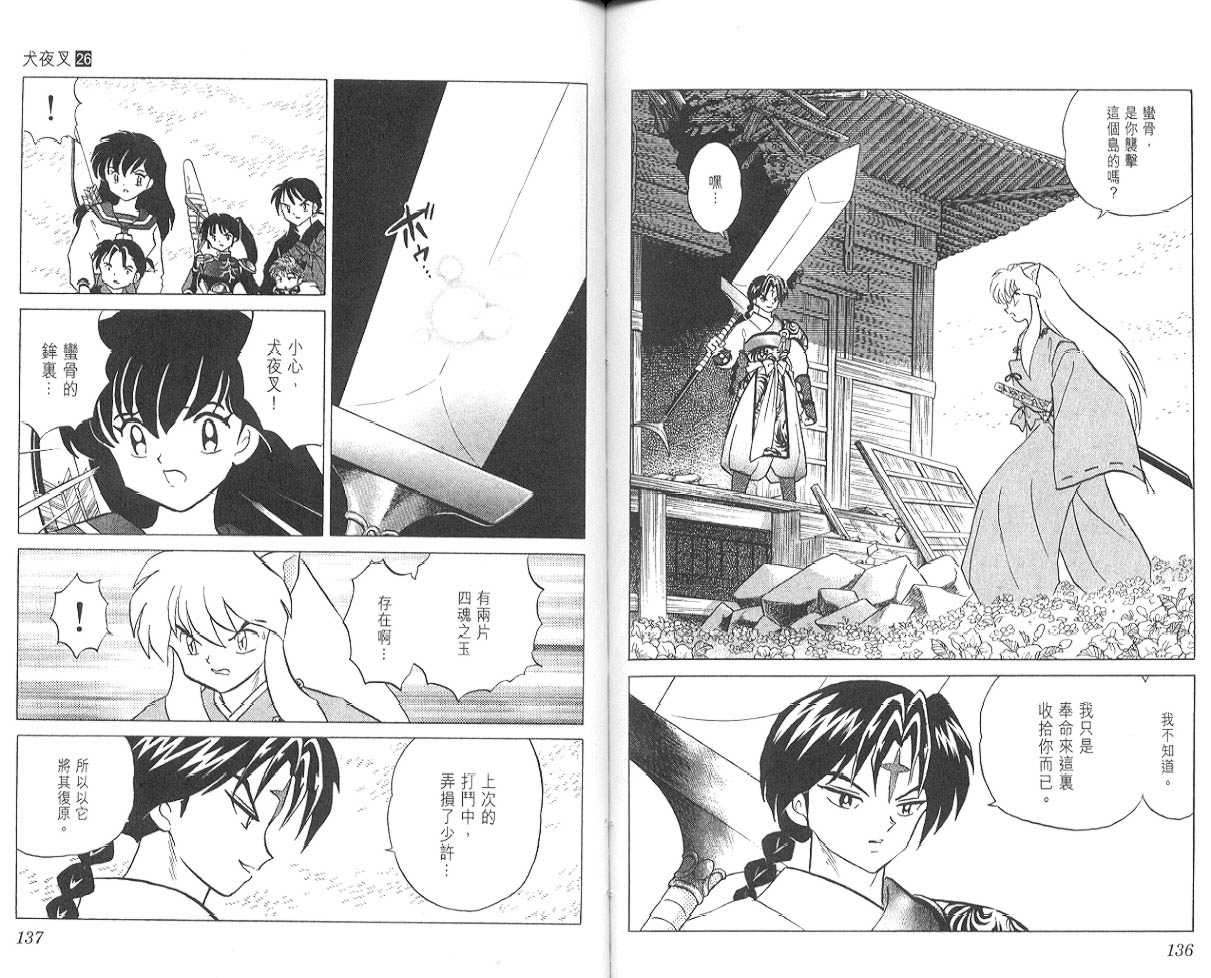 蠻骨，
是你襲擊
這個島的嗎？
嘿…
我不知道。
我只是
奉命來這裏
收拾你而已。
136
犬夜叉26
ボウ…
！
小心，
犬夜叉！
蠻骨的
鉾裏…
有兩片
四魂之玉
存在啊…
！
上次的
打鬥中，
弄損了少許…
所以以它
將其復原。
137